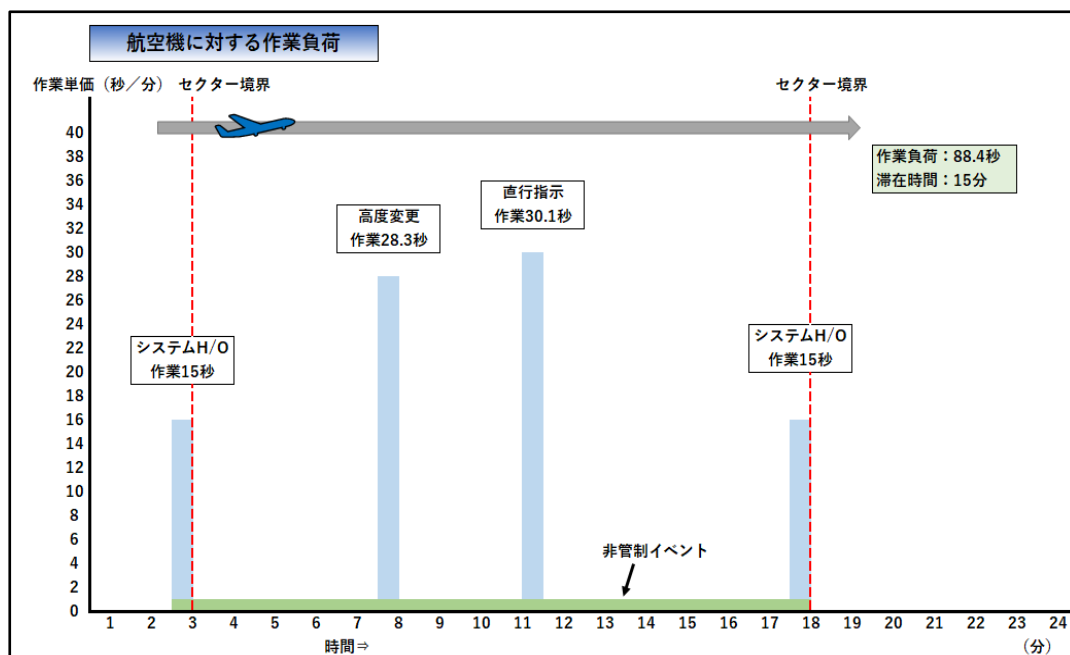 航空機に対する作業負荷
作業単価（秒／分）
セクター境界
セクター境界
作業負荷：88.4秒
滞在時間：15分
直行指示
作業30.1秒
高度変更
作業28.3秒
システムH/O
作業15秒
システムH/O
作業15秒
非管制イベント
40
38
36
34
32
30
28
26
24
22
20
18
16
14
12
10
8
6
4
2
0
1 2 3 4 5 6 7 8 9 10 11 12 13 14 15 16 17 18 19 20 21 22 23 24
時間⇒
（分）